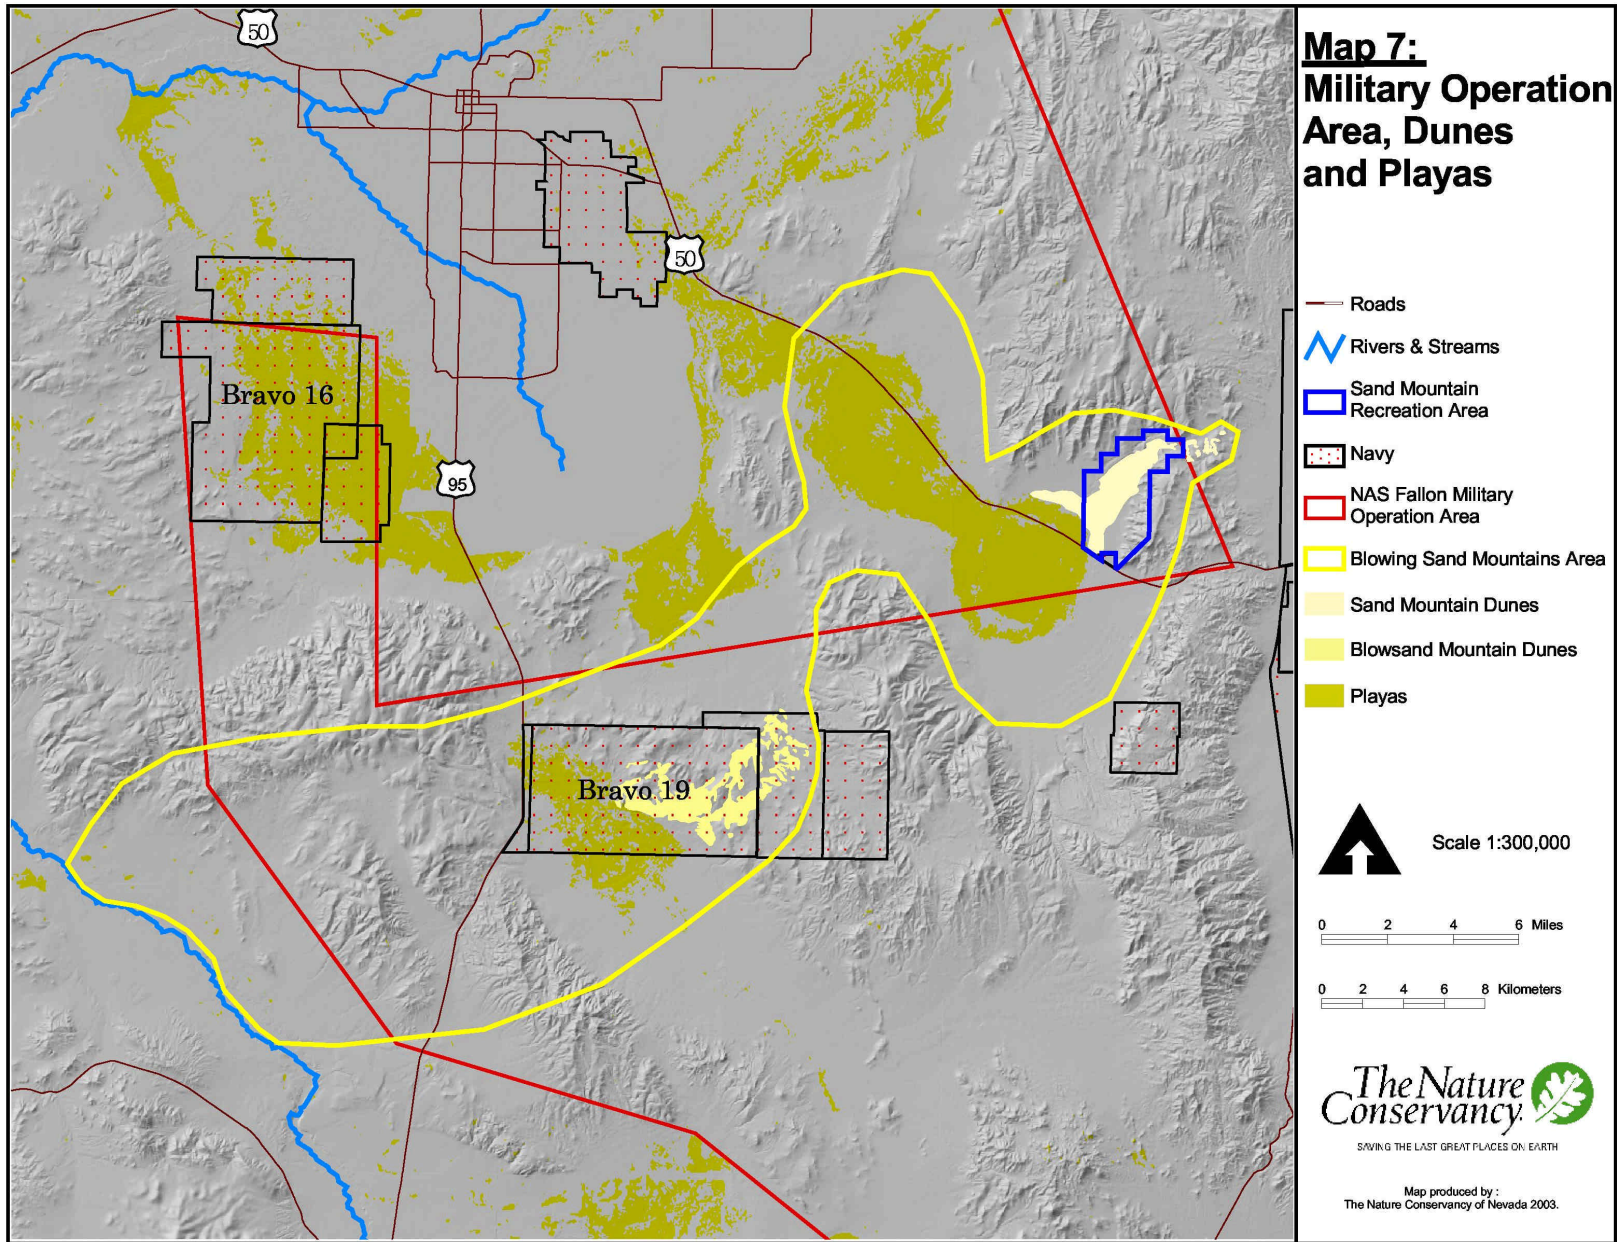 50
50
Bravo 16
95
Bravo 19
Map 7:
Military Operation
Area, Dunes
and Playas
Roads
Rivers & Streams
Sand Mountain
Recreation Area
Navy
NAS Fallon Military
Operation Area
Blowing Sand Mountains Area
Sand Mountain Dunes
Blowsand Mountain Dunes
Playas
Scale 1:300,000
0 2 4 6 Miles
0 2 4 6 8 Kilometers
The Nature
Conservancy.
SAVING THE LAST GREAT PLACES ON EARTH
Map produced by :
The Nature Conservancy of Nevada 2003.